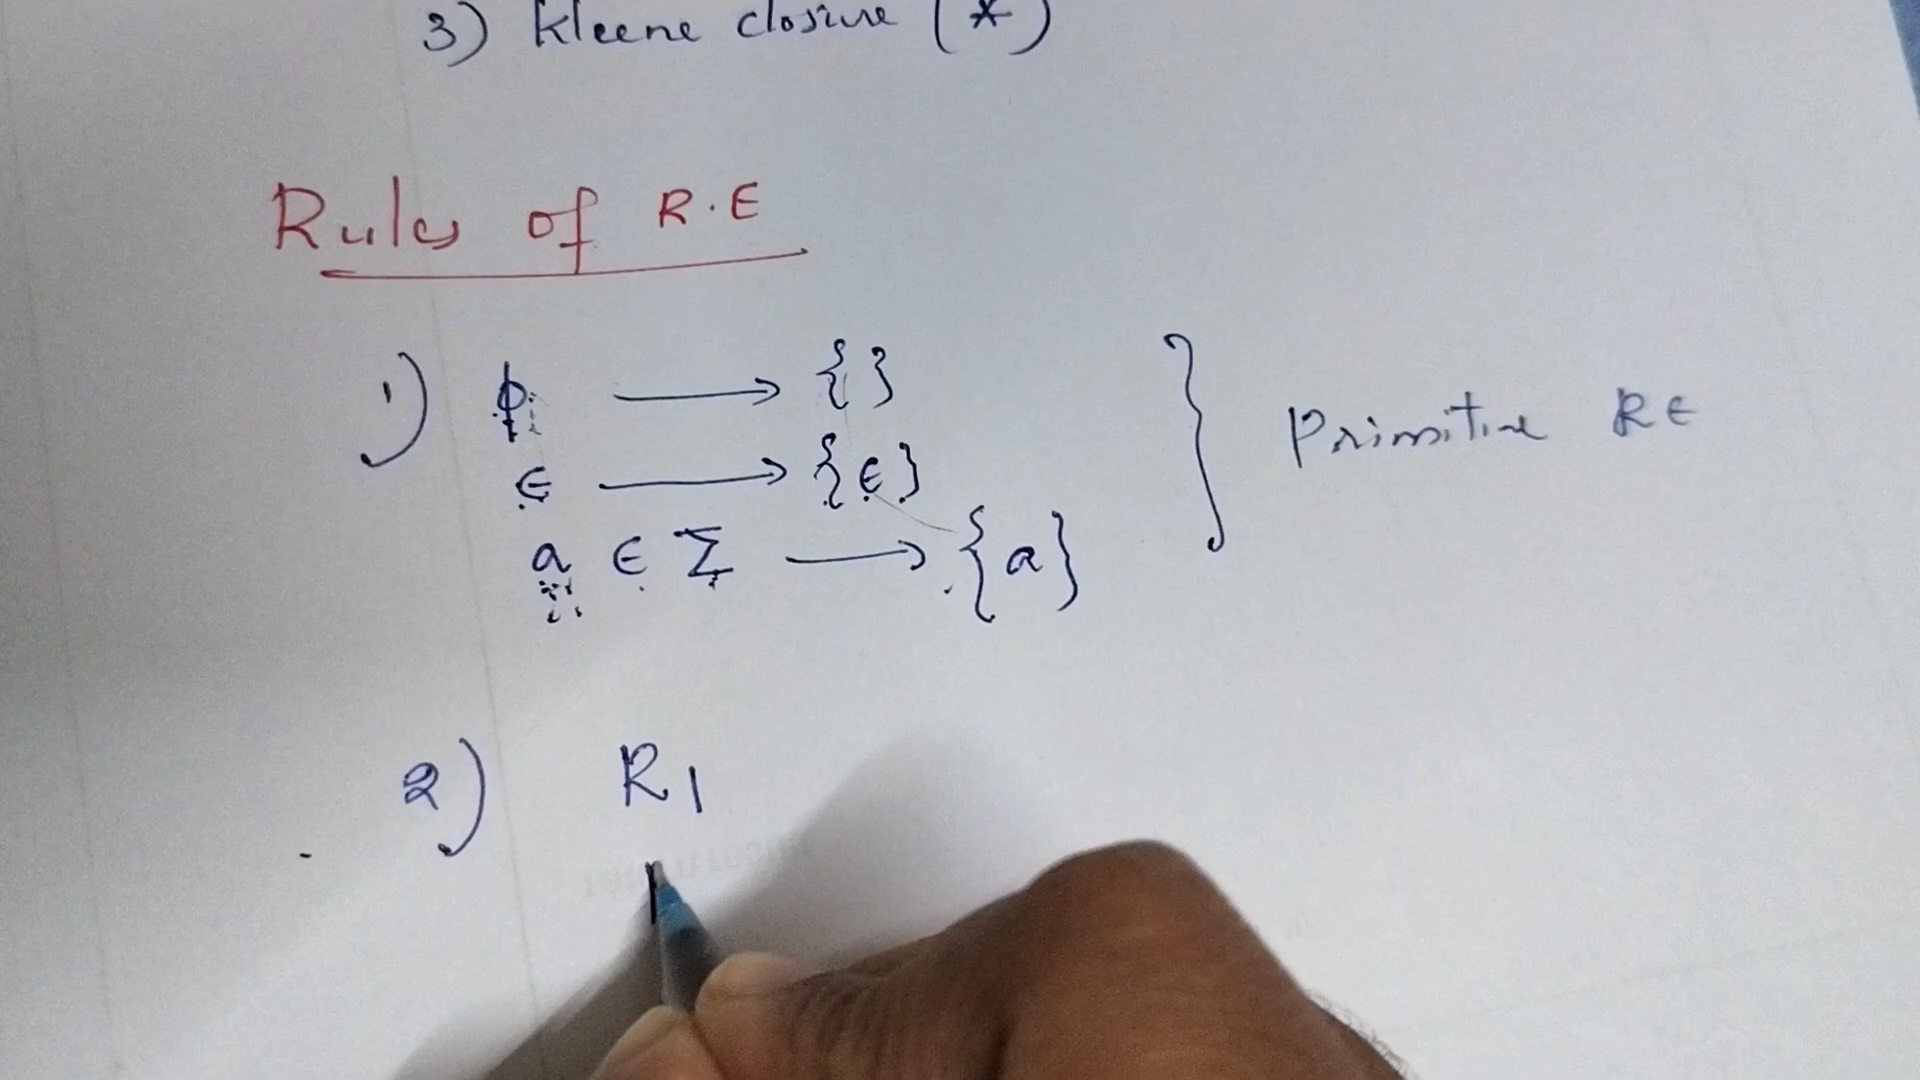 3) Kleene closure (*)
Rules of R.E
1) ϕ ⟶ {}
ϵ ⟶ {ϵ}
a ∈ Σ ⟶ {a}
} Primitive RE
2) R1